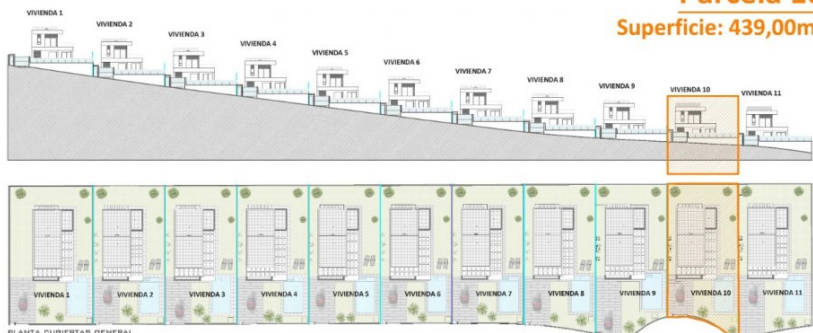 Superficie: 439,00m
VIVIENDA 1
VIVIENDA 2
VIVIENDA 3
VIVIENDA 4
VIVIENDA 5
VIVIENDA 6
VIVIENDA 7
VIVIENDA 8
VIVIENDA 9
VIVIENDA 10
VIVIENDA 11
VIVIENDA 1
VIVIENDA 2
VIVIENDA 3
VIVIENDA 4
VIVIENDA 5
VIVIENDA 6
VIVIENDA 7
VIVIENDA 8
VIVIENDA 9
VIVIENDA 10
VIVIENDA 11
PLANTA CUBIERTAS GENERAL